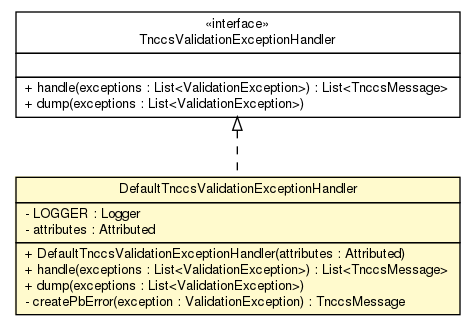 «interface»
TnccsValidationExceptionHandler
+ handle(exceptions : List<ValidationException>) : List<TnccsMessage>
+ dump(exceptions : List<ValidationException>)
DefaultTnccsValidationExceptionHandler
- LOGGER : Logger
- attributes : Attributed
+ DefaultTnccsValidationExceptionHandler(attributes : Attributed)
+ handle(exceptions : List<ValidationException>) : List<TnccsMessage>
+ dump(exceptions : List<ValidationException>)
- createPbError(exception : ValidationException) : TnccsMessage